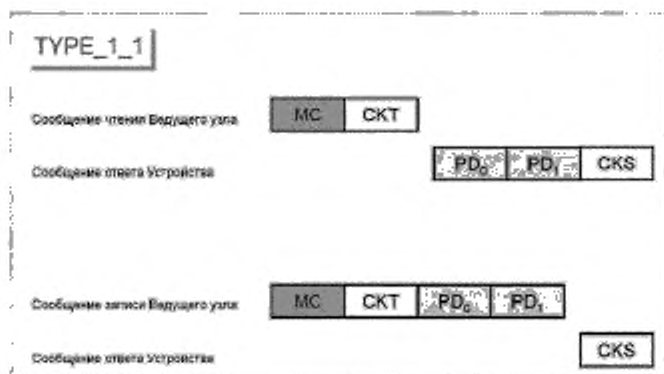 TYPE_1_1
Сообщение чтения Ведущего узла MC CKT
Сообщение ответа Устройства PD₀ PD₁ CKS
Сообщение записи Ведущего узла MC CKT PD₀ PD₁
Сообщение ответа Устройства CKS